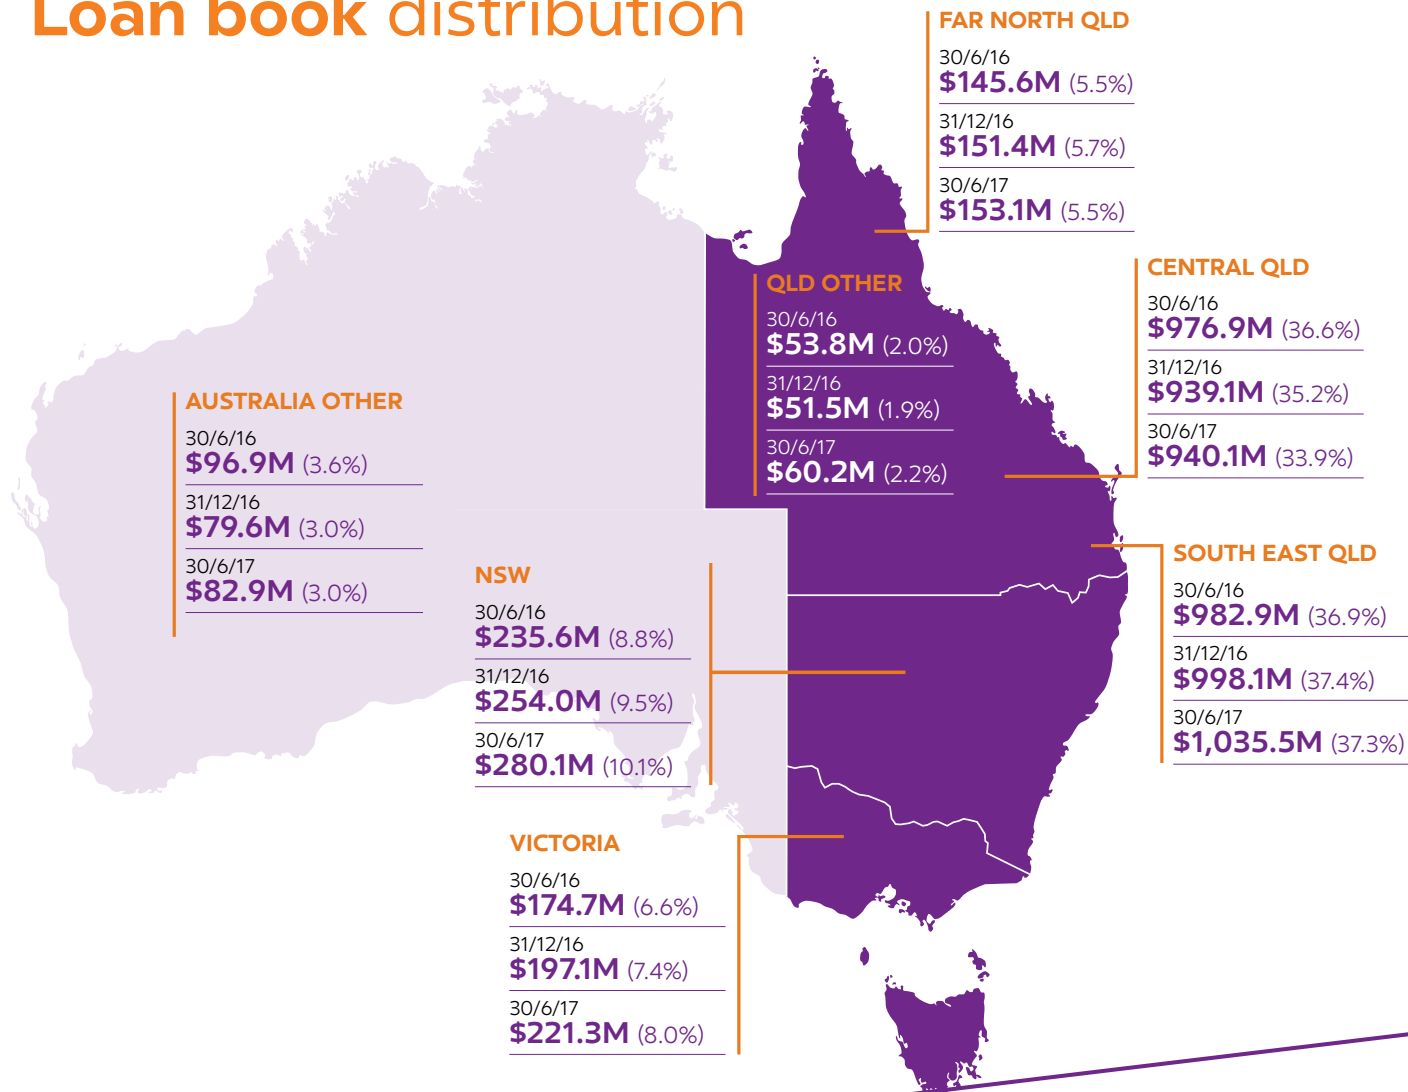 Loan book distribution
FAR NORTH QLD
30/6/16
$145.6M (5.5%)
31/12/16
$151.4M (5.7%)
30/6/17
$153.1M (5.5%)
CENTRAL QLD
30/6/16
$976.9M (36.6%)
31/12/16
$939.1M (35.2%)
30/6/17
$940.1M (33.9%)
QLD OTHER
30/6/16
$53.8M (2.0%)
31/12/16
$51.5M (1.9%)
30/6/17
$60.2M (2.2%)
AUSTRALIA OTHER
30/6/16
$96.9M (3.6%)
31/12/16
$79.6M (3.0%)
30/6/17
$82.9M (3.0%)
SOUTH EAST QLD
30/6/16
$982.9M (36.9%)
31/12/16
$998.1M (37.4%)
30/6/17
$1,035.5M (37.3%)
NSW
30/6/16
$235.6M (8.8%)
31/12/16
$254.0M (9.5%)
30/6/17
$280.1M (10.1%)
VICTORIA
30/6/16
$174.7M (6.6%)
31/12/16
$197.1M (7.4%)
30/6/17
$221.3M (8.0%)